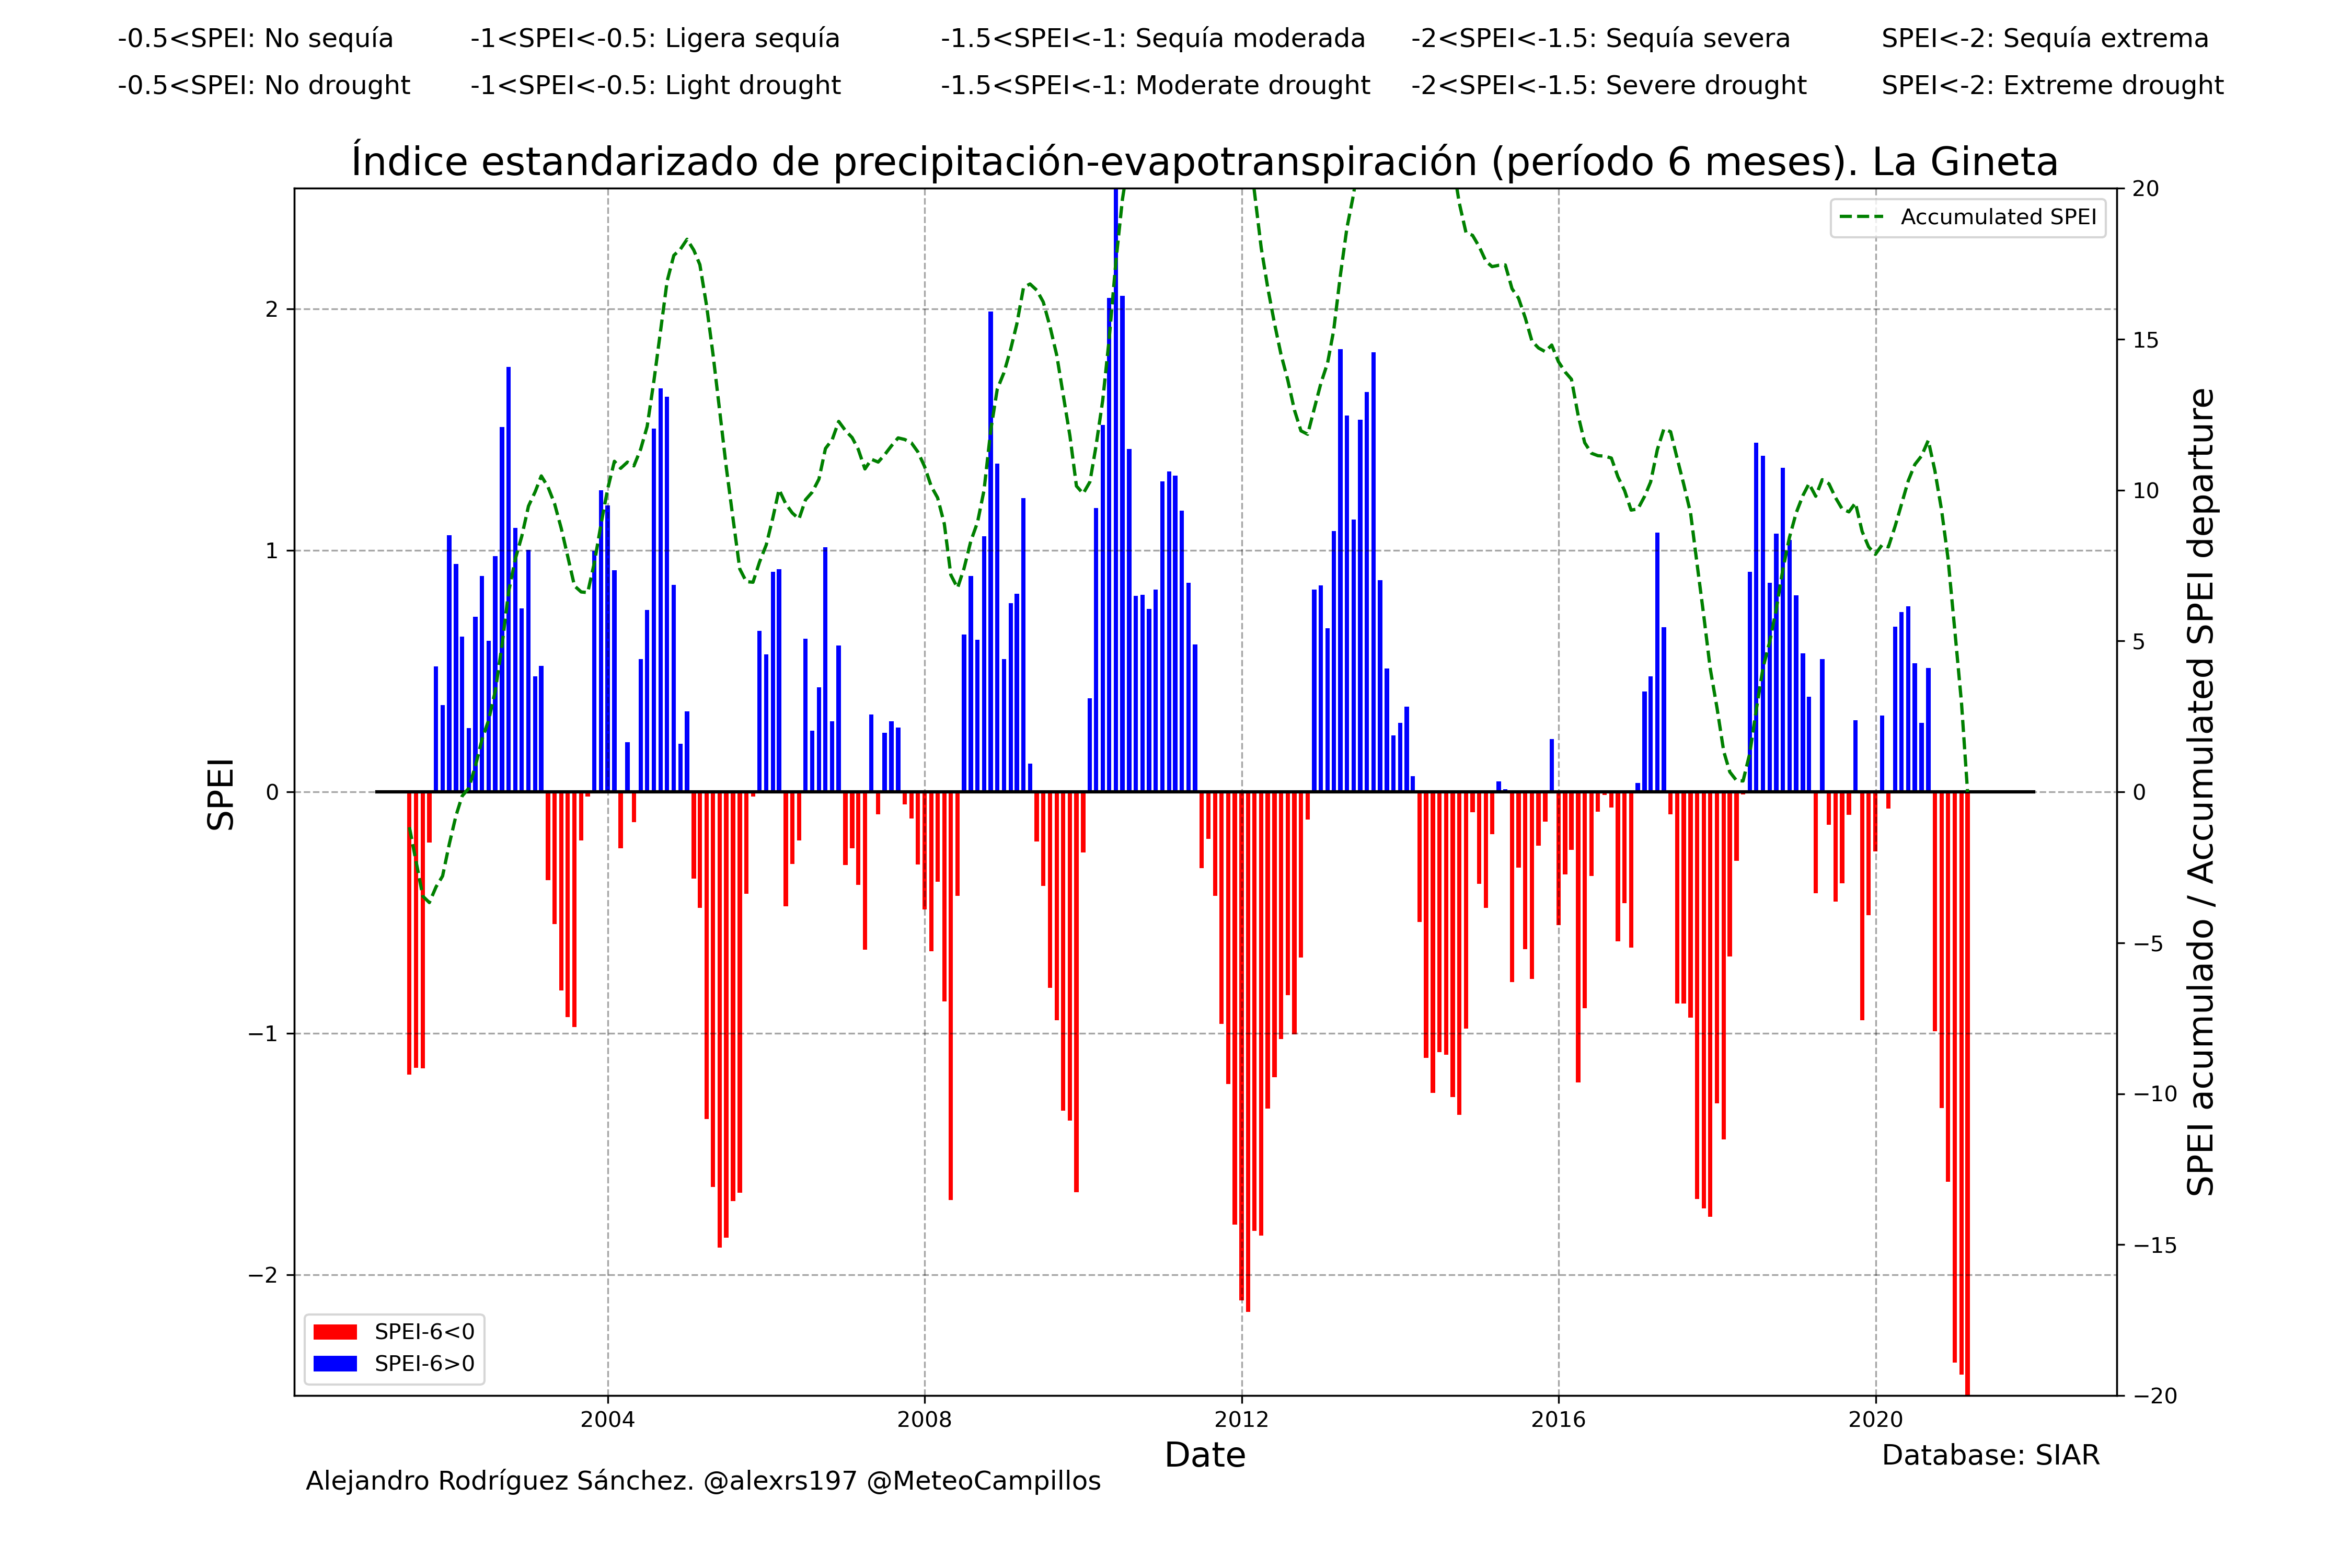 -0.5<SPEI: No sequía -1<SPEI<-0.5: Ligera sequía -1.5<SPEI<-1: Sequía moderada -2<SPEI<-1.5: Sequía severa SPEI<-2: Sequía extrema
-0.5<SPEI: No drought -1<SPEI<-0.5: Light drought -1.5<SPEI<-1: Moderate drought -2<SPEI<-1.5: Severe drought SPEI<-2: Extreme drought
Índice estandarizado de precipitación-evapotranspiración (período 6 meses). La Gineta
Accumulated SPEI
SPEI
2
1
0
−1
−2
20
15
10
5
0
−5
−10
−15
−20
SPEI acumulado / Accumulated SPEI departure
SPEI-6<0
SPEI-6>0
2004 2008 2012 2016 2020
Date
Database: SIAR
Alejandro Rodríguez Sánchez. @alexrs197 @MeteoCampillos